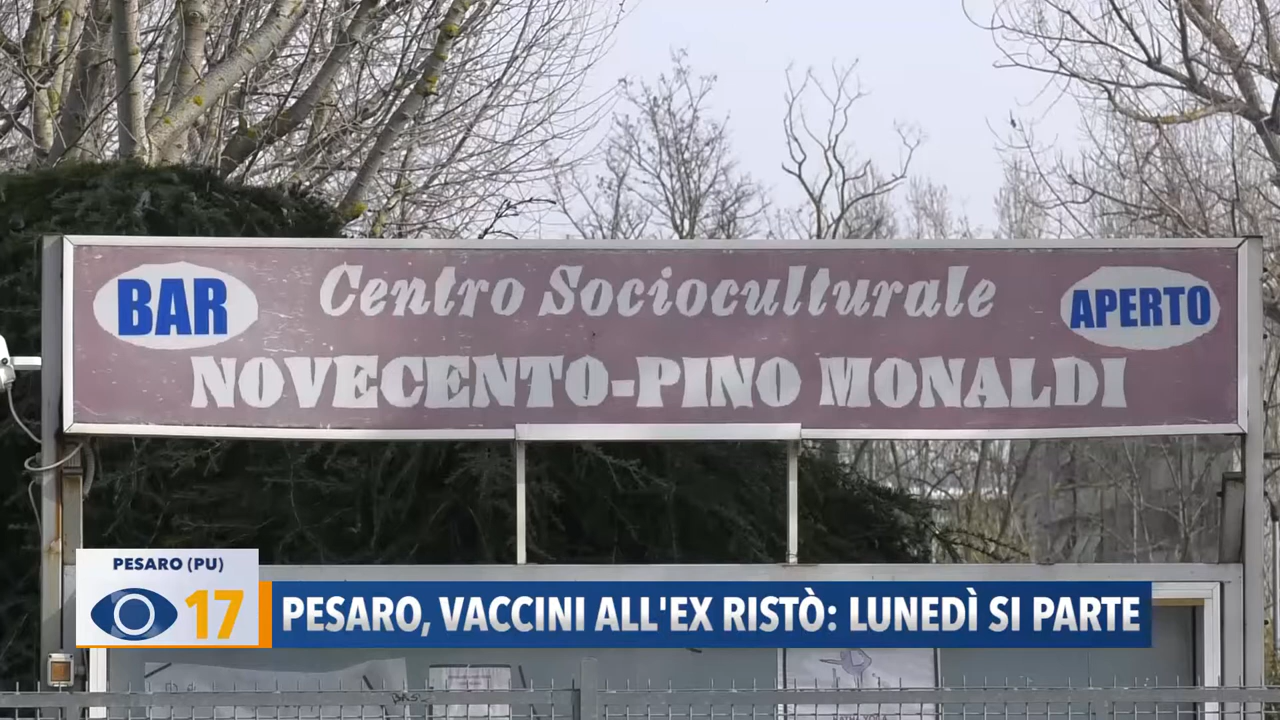 BAR
Centro Socioculturale
APERTO
NOVECENTO-PINO MONALDI
PESARO (PU)
17
PESARO, VACCINI ALL'EX RISTÒ: LUNEDÌ SI PARTE